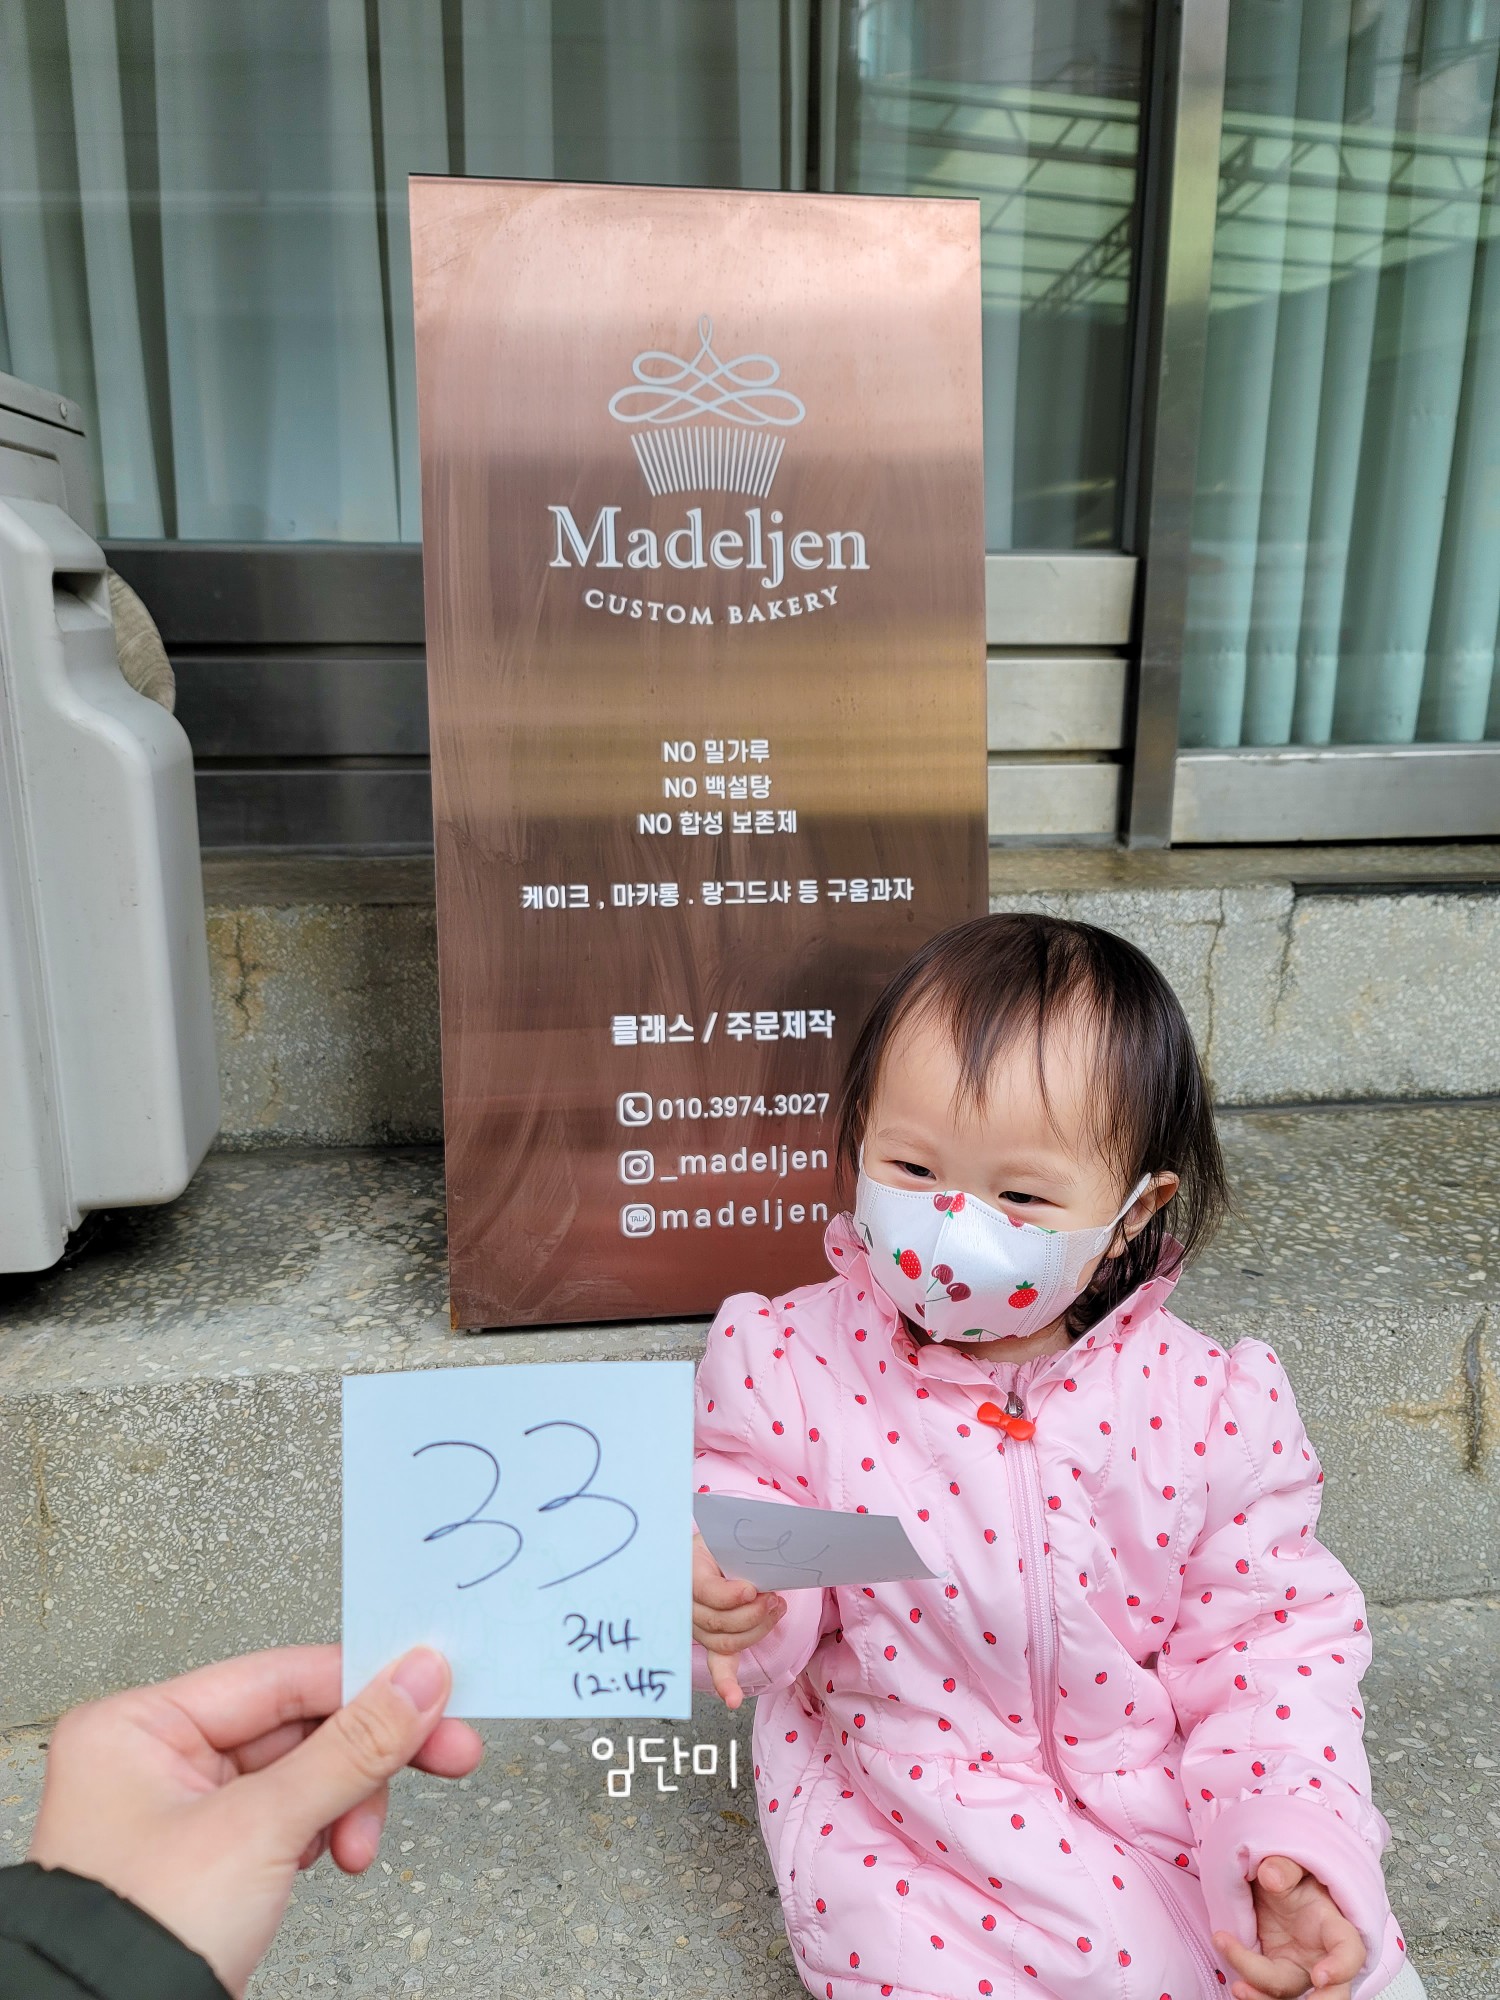 Madeljen
CUSTOM BAKERY
NO 밀가루
NO 백설탕
NO 합성 보존제
케이크 , 마카롱 . 랑그드샤 등 구움과자
클래스 / 주문제작
010.3974.3027
_madeljen
TALK madeljen
33
314
12:45
임단미